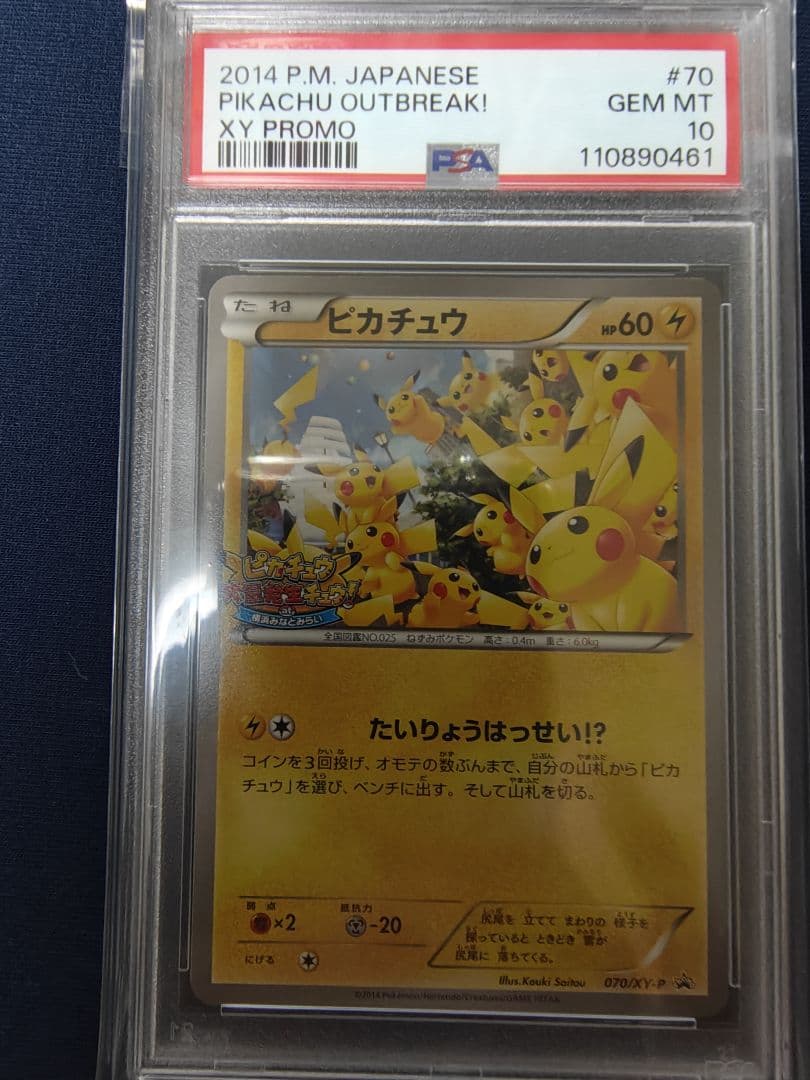 2014 P.M. JAPANESE #70
PIKACHU OUTBREAK! GEM MT
XY PROMO 10
PSA 110890461
たね ピカチュウ HP60
ピカチュウ
大量発生チュウ!
at.
横浜みなとみらい
全国図鑑NO.025 ねずみポケモン 高さ:0.4m 重さ:6.0kg
たいりょうはっせい!?
コインを3回投げ、オモテの数ぶんまで、自分の山札から「ピカ
チュウ」を選び、ベンチに出す。そして山札を切る。
弱点 抵抗力
×2 -20
にげる
尻尾を 立てて まわりの 様子を
探っていると ときどき 雷が
尻尾に 落ちてくる。
Illus.Kouki Saitou 070/XY-P
©2014 Pokémon/Nintendo/Creatures/GAME FREAK